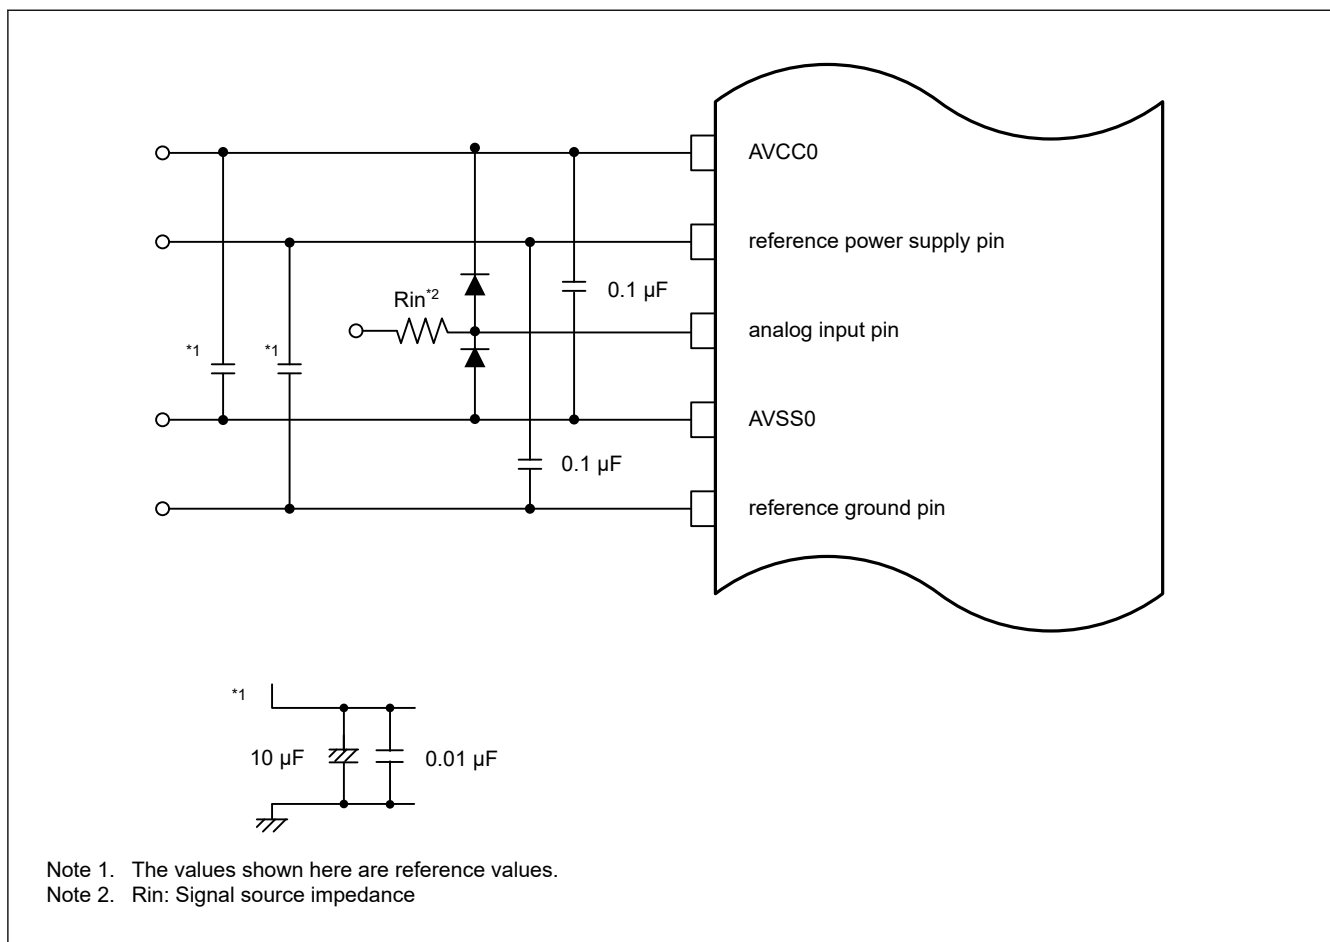 AVCC0
reference power supply pin
0.1 µF
Rin*2
analog input pin
*1
*1
AVSS0
0.1 µF
reference ground pin
*1
10 µF
0.01 µF
Note 1. The values shown here are reference values.
Note 2. Rin: Signal source impedance